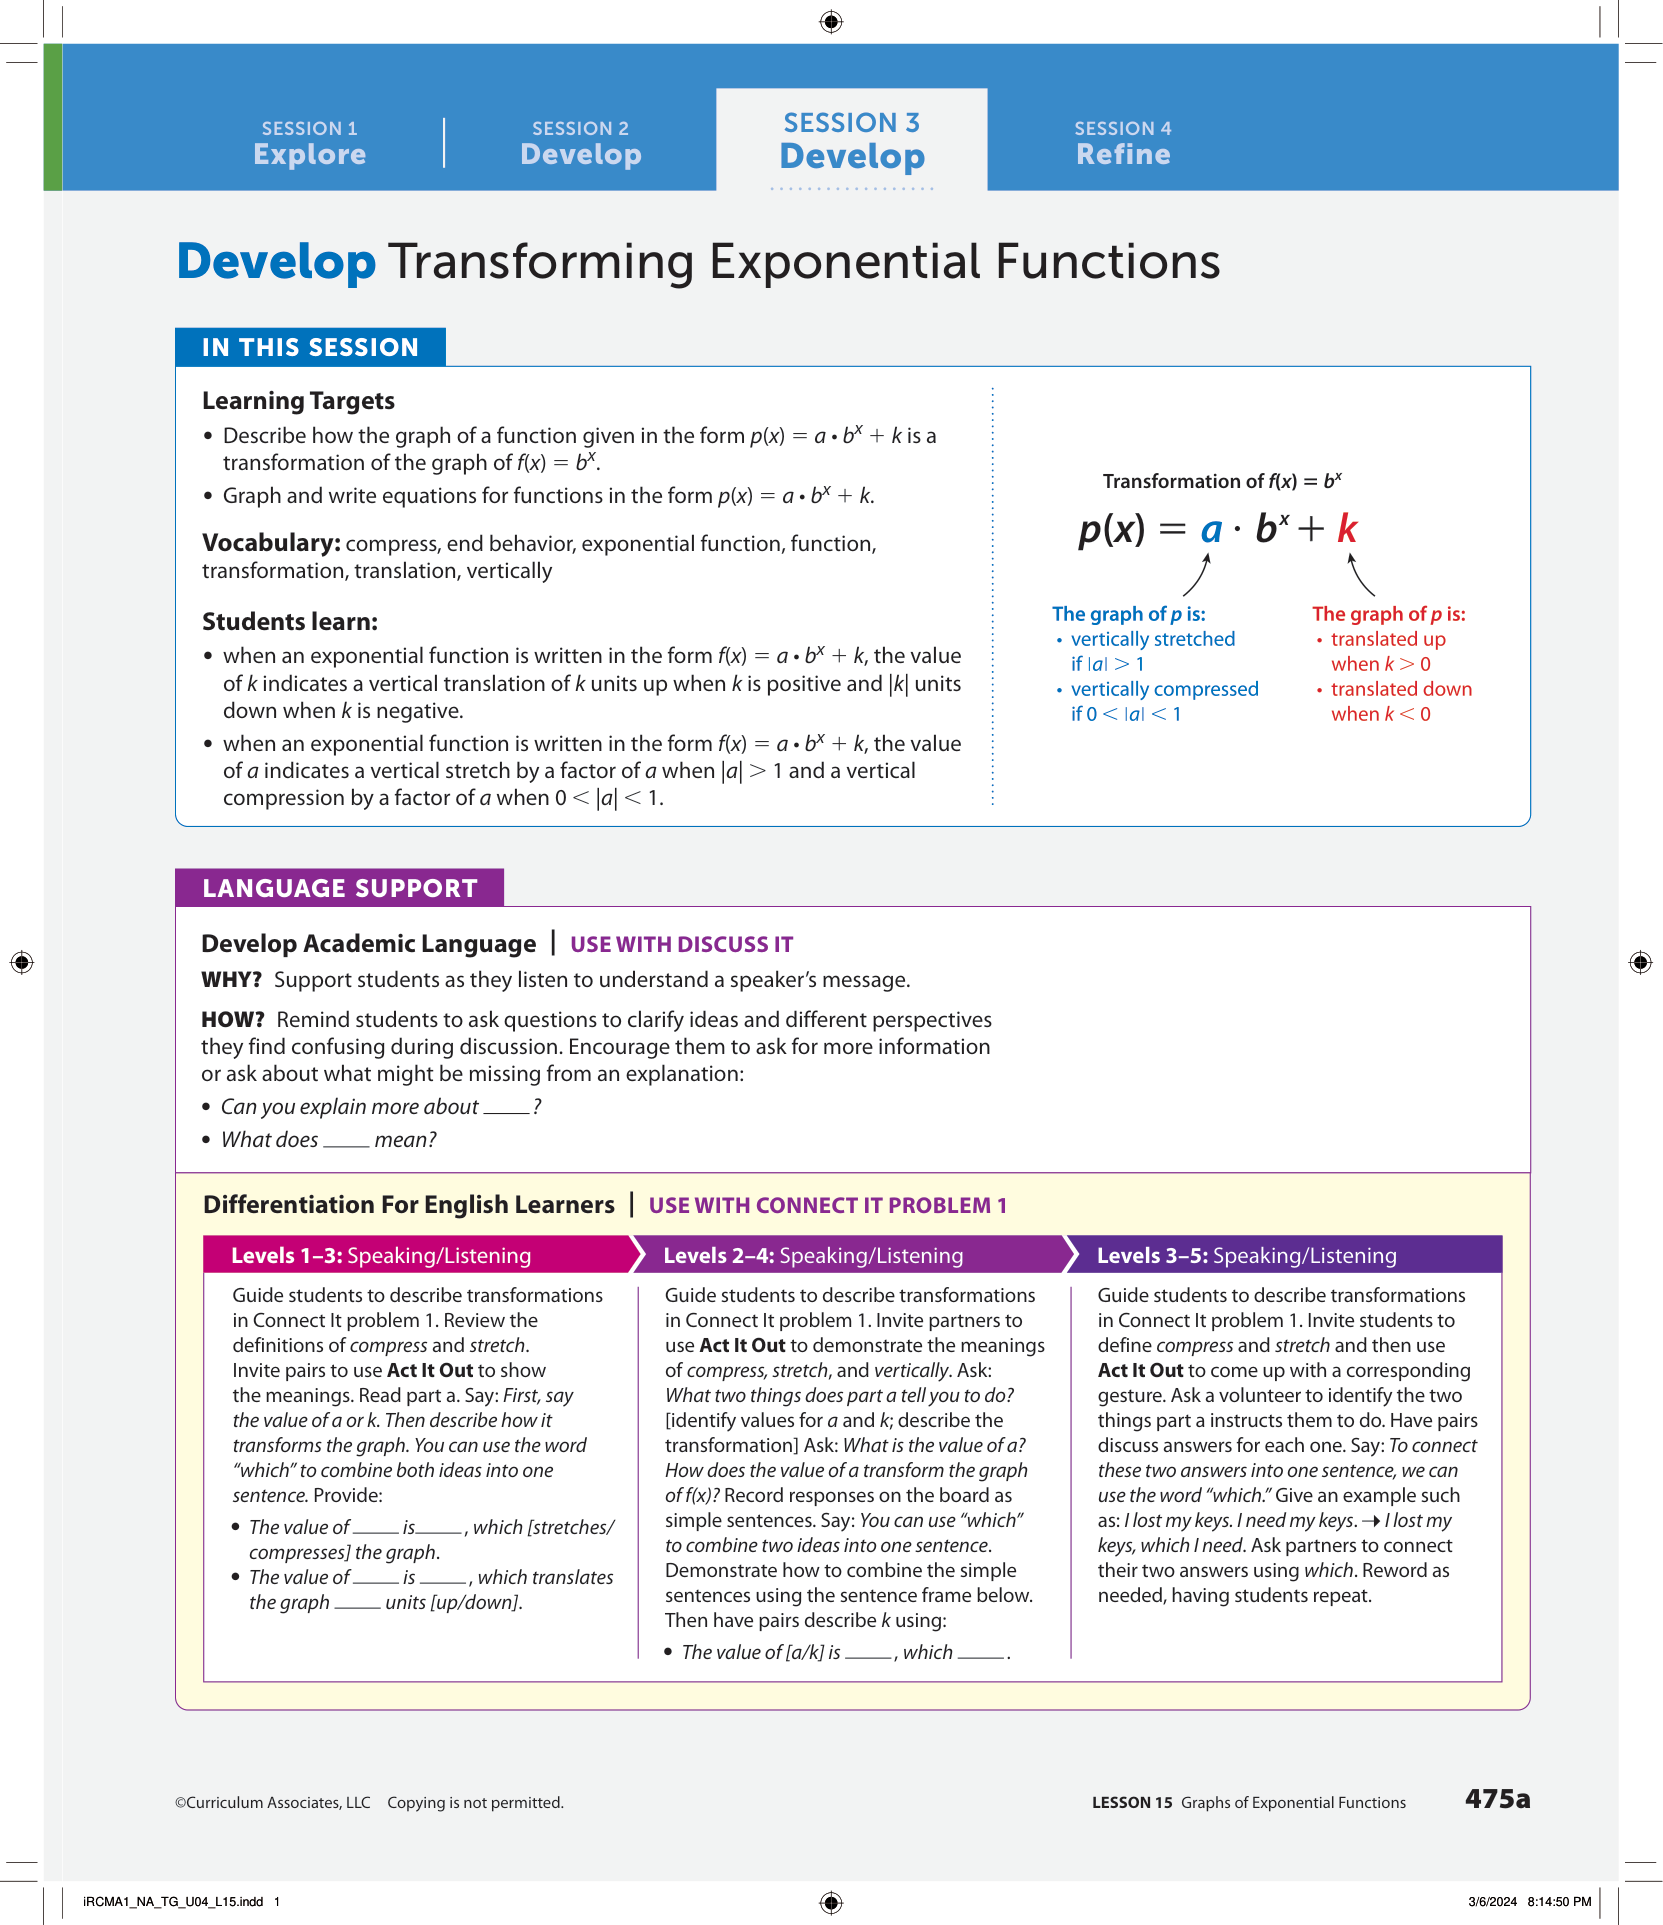 SESSION 1
Explore
SESSION 2
Develop
SESSION 3
Develop
SESSION 4
Refine
Develop Transforming Exponential Functions
IN THIS SESSION
Learning Targets
• Describe how the graph of a function given in the form p(x) = a • bˣ + k is a
transformation of the graph of f(x) = bˣ.
• Graph and write equations for functions in the form p(x) = a • bˣ + k.
Vocabulary: compress, end behavior, exponential function, function,
transformation, translation, vertically
Students learn:
• when an exponential function is written in the form f(x) = a • bˣ + k, the value
of k indicates a vertical translation of k units up when k is positive and |k| units
down when k is negative.
• when an exponential function is written in the form f(x) = a • bˣ + k, the value
of a indicates a vertical stretch by a factor of a when |a| > 1 and a vertical
compression by a factor of a when 0 < |a| < 1.
Transformation of f(x) = bˣ
p(x) = a · bˣ + k
The graph of p is:
• vertically stretched
if |a| > 1
• vertically compressed
if 0 < |a| < 1
The graph of p is:
• translated up
when k > 0
• translated down
when k < 0
LANGUAGE SUPPORT
Develop Academic Language | USE WITH DISCUSS IT
WHY? Support students as they listen to understand a speaker’s message.
HOW? Remind students to ask questions to clarify ideas and different perspectives
they find confusing during discussion. Encourage them to ask for more information
or ask about what might be missing from an explanation:
• Can you explain more about ____?
• What does ____ mean?
Differentiation For English Learners | USE WITH CONNECT IT PROBLEM 1
Levels 1–3: Speaking/Listening
Guide students to describe transformations
in Connect It problem 1. Review the
definitions of compress and stretch.
Invite pairs to use Act It Out to show
the meanings. Read part a. Say: First, say
the value of a or k. Then describe how it
transforms the graph. You can use the word
“which” to combine both ideas into one
sentence. Provide:
• The value of ____ is ____, which [stretches/
compresses] the graph.
• The value of ____ is ____, which translates
the graph ____ units [up/down].
Levels 2–4: Speaking/Listening
Guide students to describe transformations
in Connect It problem 1. Invite partners to
use Act It Out to demonstrate the meanings
of compress, stretch, and vertically. Ask:
What two things does part a tell you to do?
[identify values for a and k; describe the
transformation] Ask: What is the value of a?
How does the value of a transform the graph
of f(x)? Record responses on the board as
simple sentences. Say: You can use “which”
to combine two ideas into one sentence.
Demonstrate how to combine the simple
sentences using the sentence frame below.
Then have pairs describe k using:
• The value of [a/k] is ____, which ____.
Levels 3–5: Speaking/Listening
Guide students to describe transformations
in Connect It problem 1. Invite students to
define compress and stretch and then use
Act It Out to come up with a corresponding
gesture. Ask a volunteer to identify the two
things part a instructs them to do. Have pairs
discuss answers for each one. Say: To connect
these two answers into one sentence, we can
use the word “which.” Give an example such
as: I lost my keys. I need my keys. → I lost my
keys, which I need. Ask partners to connect
their two answers using which. Reword as
needed, having students repeat.
©Curriculum Associates, LLC Copying is not permitted.
LESSON 15 Graphs of Exponential Functions 475a
iRCMA1_NA_TG_U04_L15.indd 1
3/6/2024 8:14:50 PM